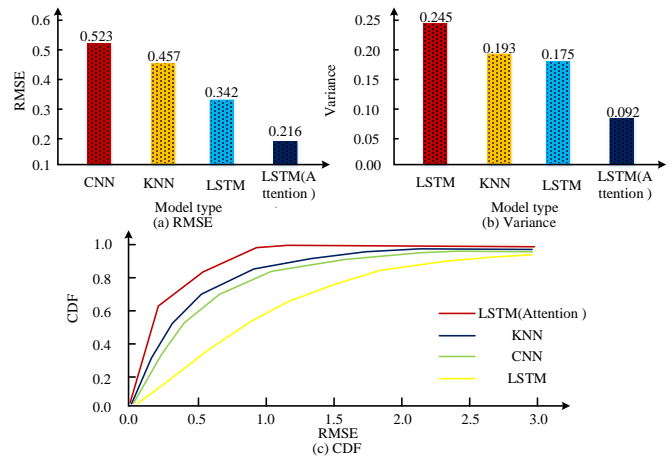 0.6
0.5
0.4
0.3
0.2
0.1
RMSE
0.523
0.457
0.342
0.216
CNN
KNN
LSTM
LSTM(A
ttention )
Model type
(a) RMSE
0.25
0.20
0.15
0.10
0.05
0.00
Variance
0.245
0.193
0.175
0.092
LSTM
KNN
LSTM
LSTM(A
ttention )
Model type
(b) Variance
1.0
0.8
0.6
0.4
0.2
0.0
CDF
LSTM(Attention )
KNN
CNN
LSTM
0.0
0.5
1.0
1.5
2.0
2.5
3.0
RMSE
(c) CDF